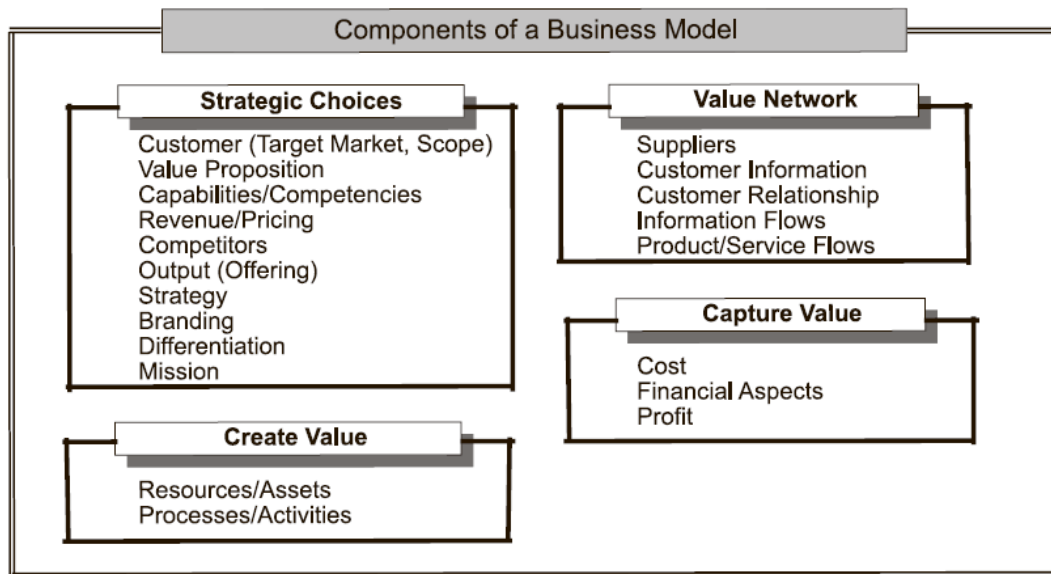 Components of a Business Model
Strategic Choices
Customer (Target Market, Scope)
Value Proposition
Capabilities/Competencies
Revenue/Pricing
Competitors
Output (Offering)
Strategy
Branding
Differentiation
Mission
Create Value
Resources/Assets
Processes/Activities
Value Network
Suppliers
Customer Information
Customer Relationship
Information Flows
Product/Service Flows
Capture Value
Cost
Financial Aspects
Profit